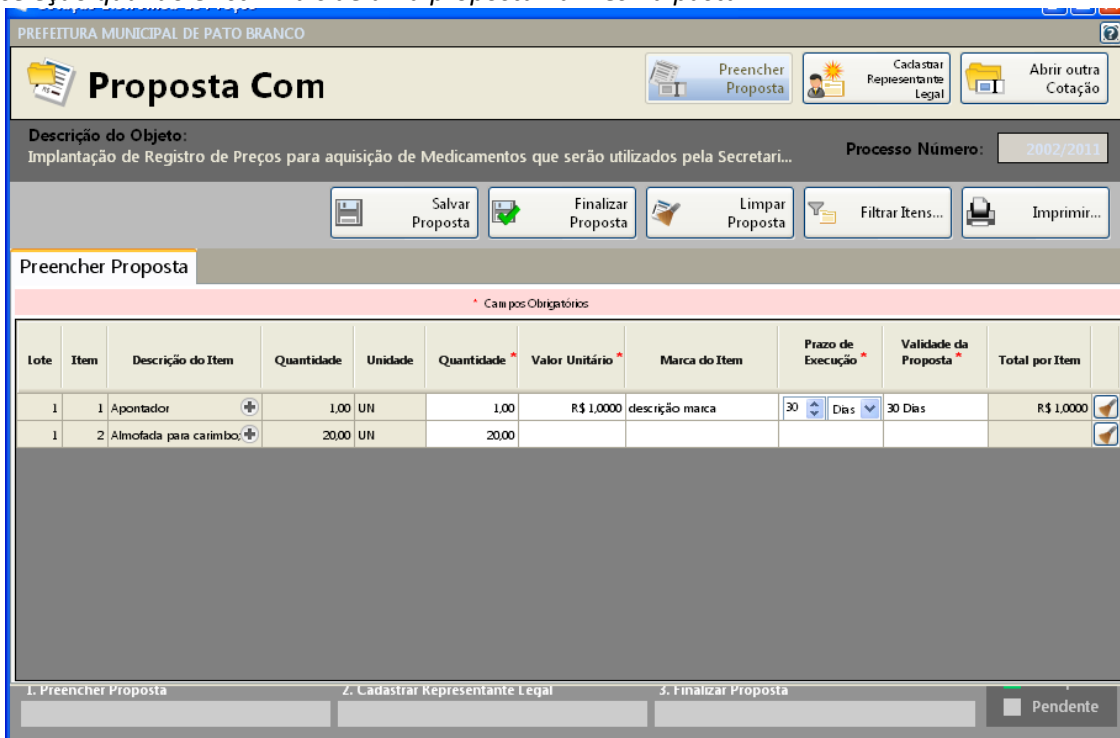 PREFEITURA MUNICIPAL DE PATO BRANCO
Proposta Com
Preencher
Proposta
Cadastrar
Representante
Legal
Abrir outra
Cotação
Descrição do Objeto:
Implantação de Registro de Preços para aquisição de Medicamentos que serão utilizados pela Secretari...
Processo Número:
2002/2011
Salvar
Proposta
Finalizar
Proposta
Limpar
Proposta
Filtrar Itens...
Imprimir...
Preencher Proposta
* Campos Obrigatórios
Lote Item Descrição do Item Quantidade Unidade Quantidade * Valor Unitário * Marca do Item Prazo de Execução * Validade da Proposta * Total por Item
1 1 Apontador 1,00 UN 1,00 R$ 1,0000 descrição marca 30 Dias 30 Dias R$ 1,0000
1 2 Almofada para carimbo; 20,00 UN 20,00
1. Preencher Proposta 2. Cadastrar Representante Legal 3. Finalizar Proposta
Pendente